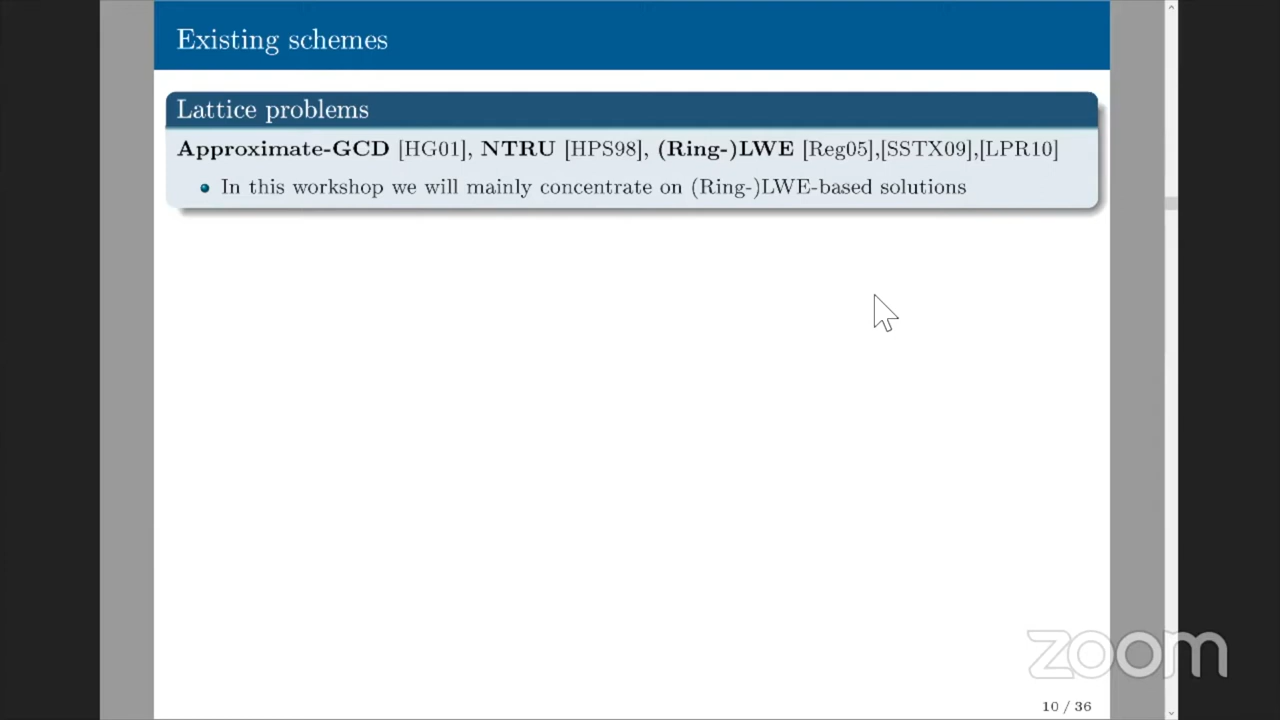 Existing schemes
Lattice problems
Approximate-GCD [HG01], NTRU [HPS98], (Ring-)LWE [Reg05],[SSTX09],[LPR10]
In this workshop we will mainly concentrate on (Ring-)LWE-based solutions
zoom
10 / 36